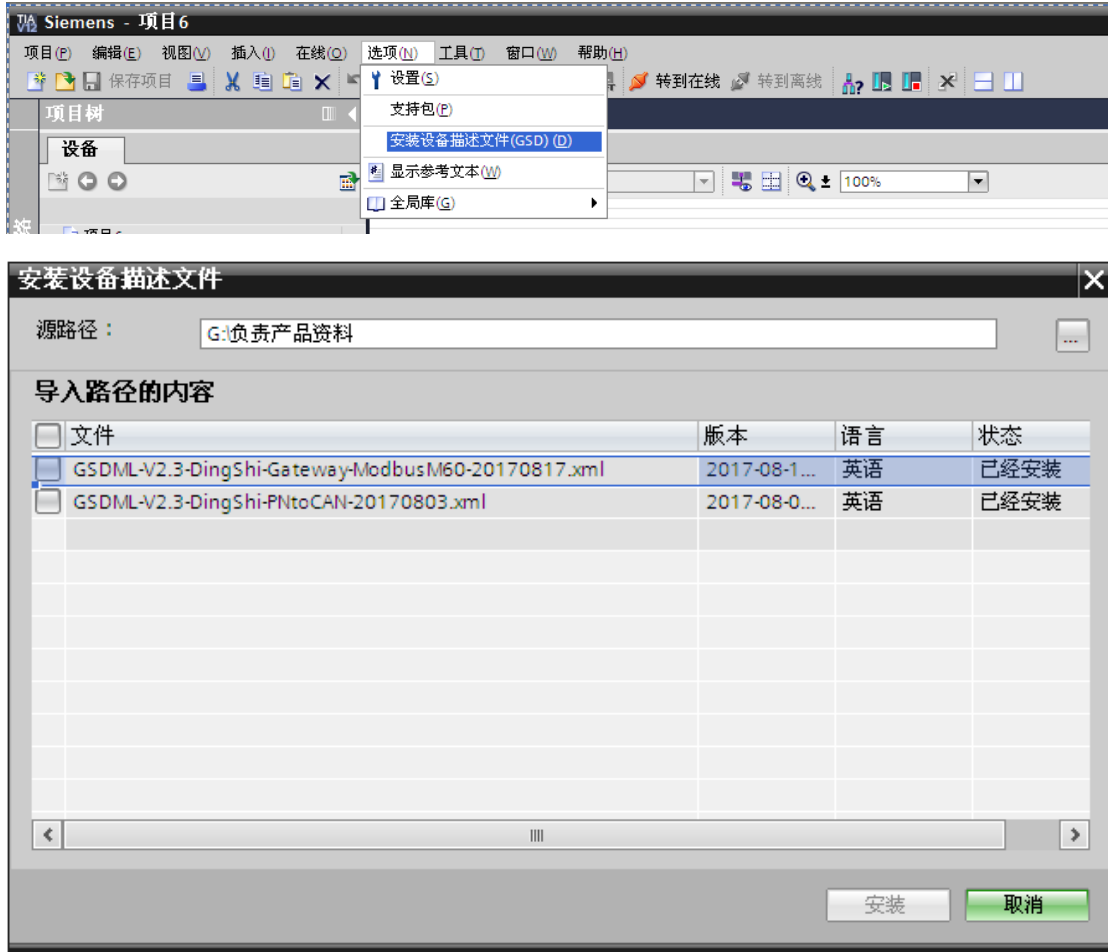 TIA V12 Siemens - 项目6
项目(P) 编辑(E) 视图(V) 插入(I) 在线(O) 选项(N) 工具(T) 窗口(W) 帮助(H)
保存项目 设置(S) 转到在线 转到离线
项目树 支持包(P)
设备 安装设备描述文件(GSD) (D)
显示参考文本(W) 100%
全局库(G)
项目6
安装设备描述文件
源路径： G:\负责产品资料 ...
导入路径的内容
文件 版本 语言 状态
GSDML-V2.3-DingShi-Gateway-ModbusM60-20170817.xml 2017-08-1... 英语 已经安装
GSDML-V2.3-DingShi-PNtoCAN-20170803.xml 2017-08-0... 英语 已经安装
安装 取消